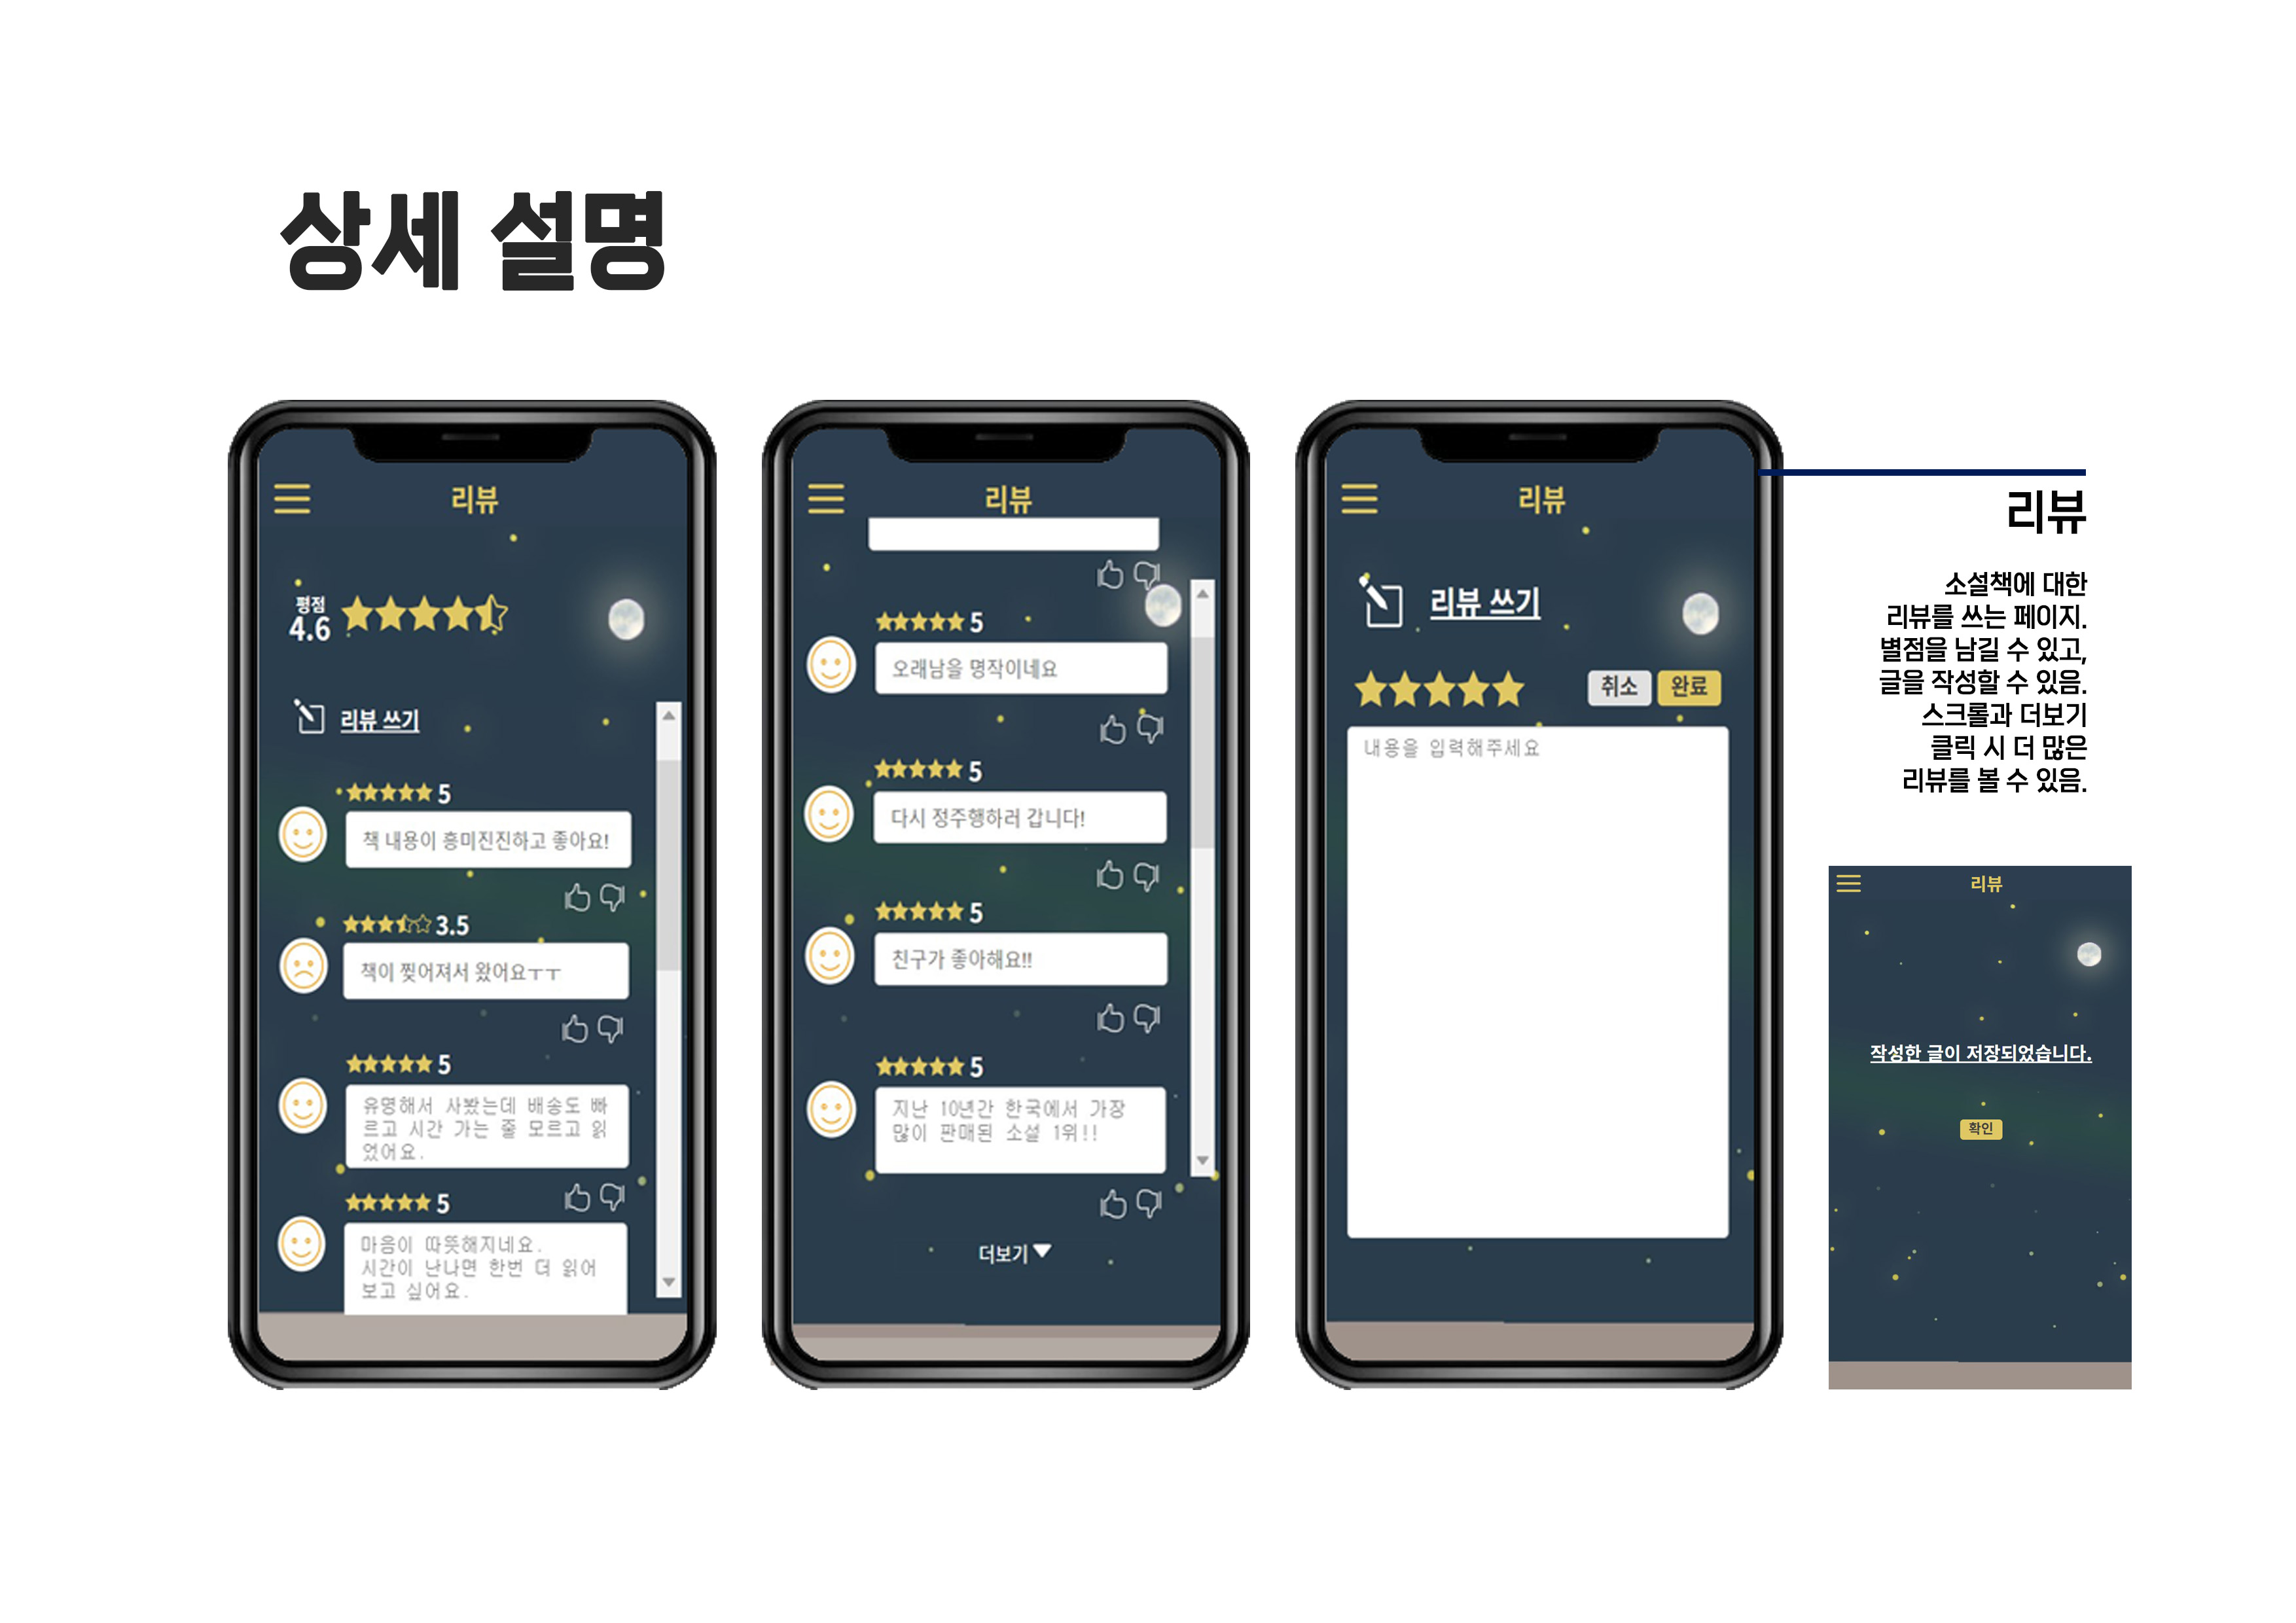 상세 설명
리뷰
평점
4.6
리뷰 쓰기
5
책 내용이 흥미진진하고 좋아요!
3.5
책이 찢어져서 왔어요ㅜㅜ
5
유명해서 사봤는데 배송도 빠
르고 시간 가는 줄 모르고 읽
었어요.
5
마음이 따뜻해지네요.
시간이 난나면 한번 더 읽어
보고 싶어요.
리뷰
5
오래남을 명작이네요
5
다시 정주행하러 갑니다!
5
친구가 좋아해요!!
5
지난 10년간 한국에서 가장
많이 판매된 소설 1위!!
더보기
리뷰
리뷰 쓰기
취소 완료
내용을 입력해주세요
리뷰
소설책에 대한
리뷰를 쓰는 페이지.
별점을 남길 수 있고,
글을 작성할 수 있음.
스크롤과 더보기
클릭 시 더 많은
리뷰를 볼 수 있음.
리뷰
작성한 글이 저장되었습니다.
확인